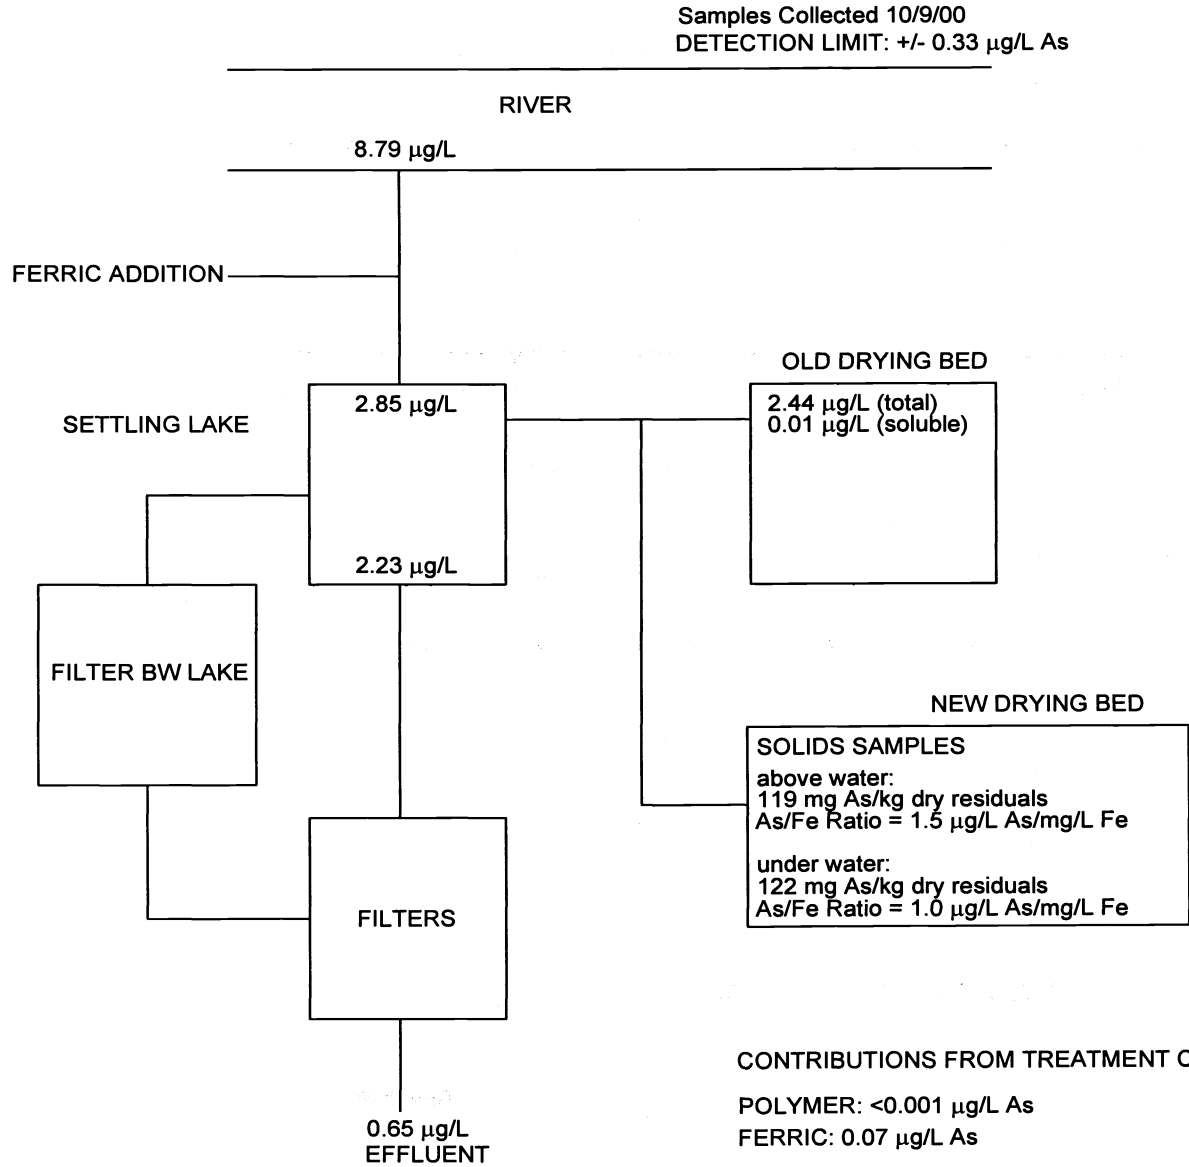 Samples Collected 10/9/00
DETECTION LIMIT: +/- 0.33 µg/L As
RIVER
8.79 µg/L
FERRIC ADDITION
OLD DRYING BED
2.85 µg/L
2.44 µg/L (total)
0.01 µg/L (soluble)
SETTLING LAKE
2.23 µg/L
FILTER BW LAKE
NEW DRYING BED
SOLIDS SAMPLES
above water:
119 mg As/kg dry residuals
As/Fe Ratio = 1.5 µg/L As/mg/L Fe
under water:
122 mg As/kg dry residuals
As/Fe Ratio = 1.0 µg/L As/mg/L Fe
FILTERS
CONTRIBUTIONS FROM TREATMENT
POLYMER: <0.001 µg/L As
FERRIC: 0.07 µg/L As
0.65 µg/L
EFFLUENT